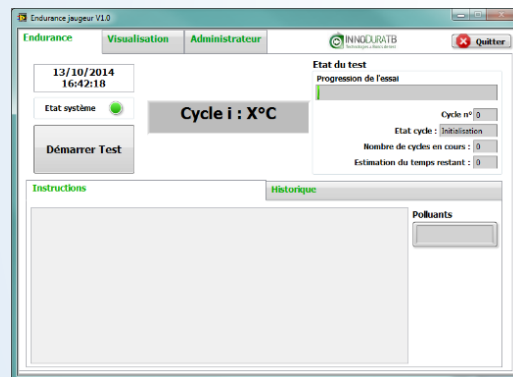 Endurance jaugeur V1.0
Endurance
Visualisation
Administrateur
INNODURATB
Quitter
13/10/2014
16:42:18
Etat système
Démarrer Test
Cycle i : X°C
Etat du test
Progression de l'essai
Cycle n° 0
Etat cycle : Initialisation
Nombre de cycles en cours : 0
Estimation du temps restant : 0
Instructions
Historique
Polluants